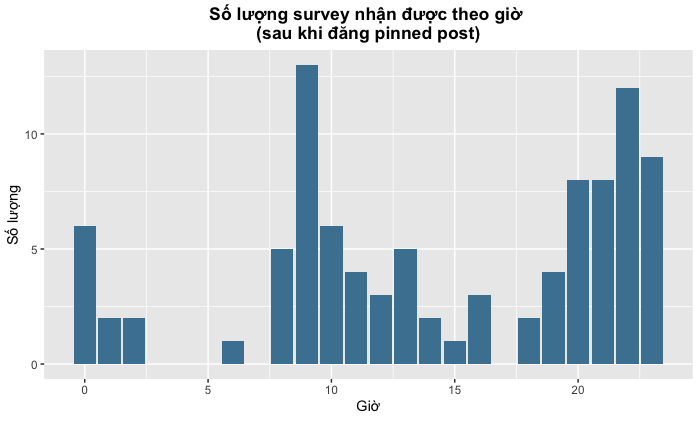 Số lượng survey nhận được theo giờ
(sau khi đăng pinned post)
Số lượng
10
5
0
0
5
10
15
20
Giờ